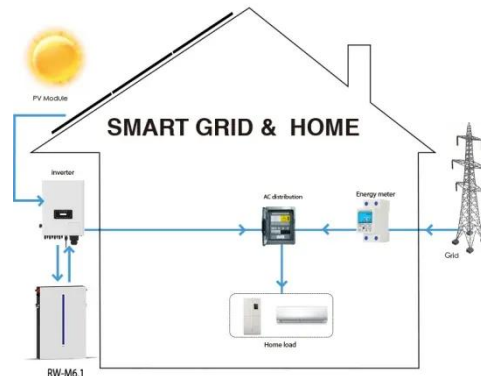 PV Module
SMART GRID & HOME
inverter
AC distribution
Energy meter
Grid
Home load
RW-M6.1